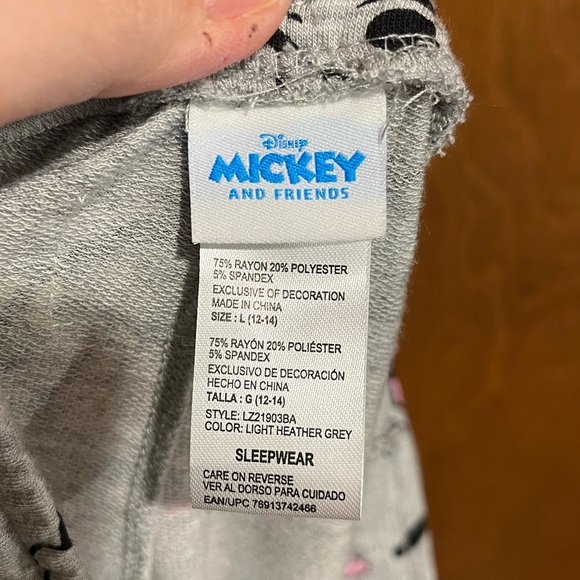 Disney
MICKEY
AND FRIENDS
75% RAYON 20% POLYESTER
5% SPANDEX
EXCLUSIVE OF DECORATION
MADE IN CHINA
SIZE : L (12-14)
75% RAYÓN 20% POLIÉSTER
5% SPANDEX
EXCLUSIVO DE DECORACIÓN
HECHO EN CHINA
TALLA : G (12-14)
STYLE: LZ21903BA
COLOR: LIGHT HEATHER GREY
SLEEPWEAR
CARE ON REVERSE
VER AL DORSO PARA CUIDADO
EAN/UPC 76913742466